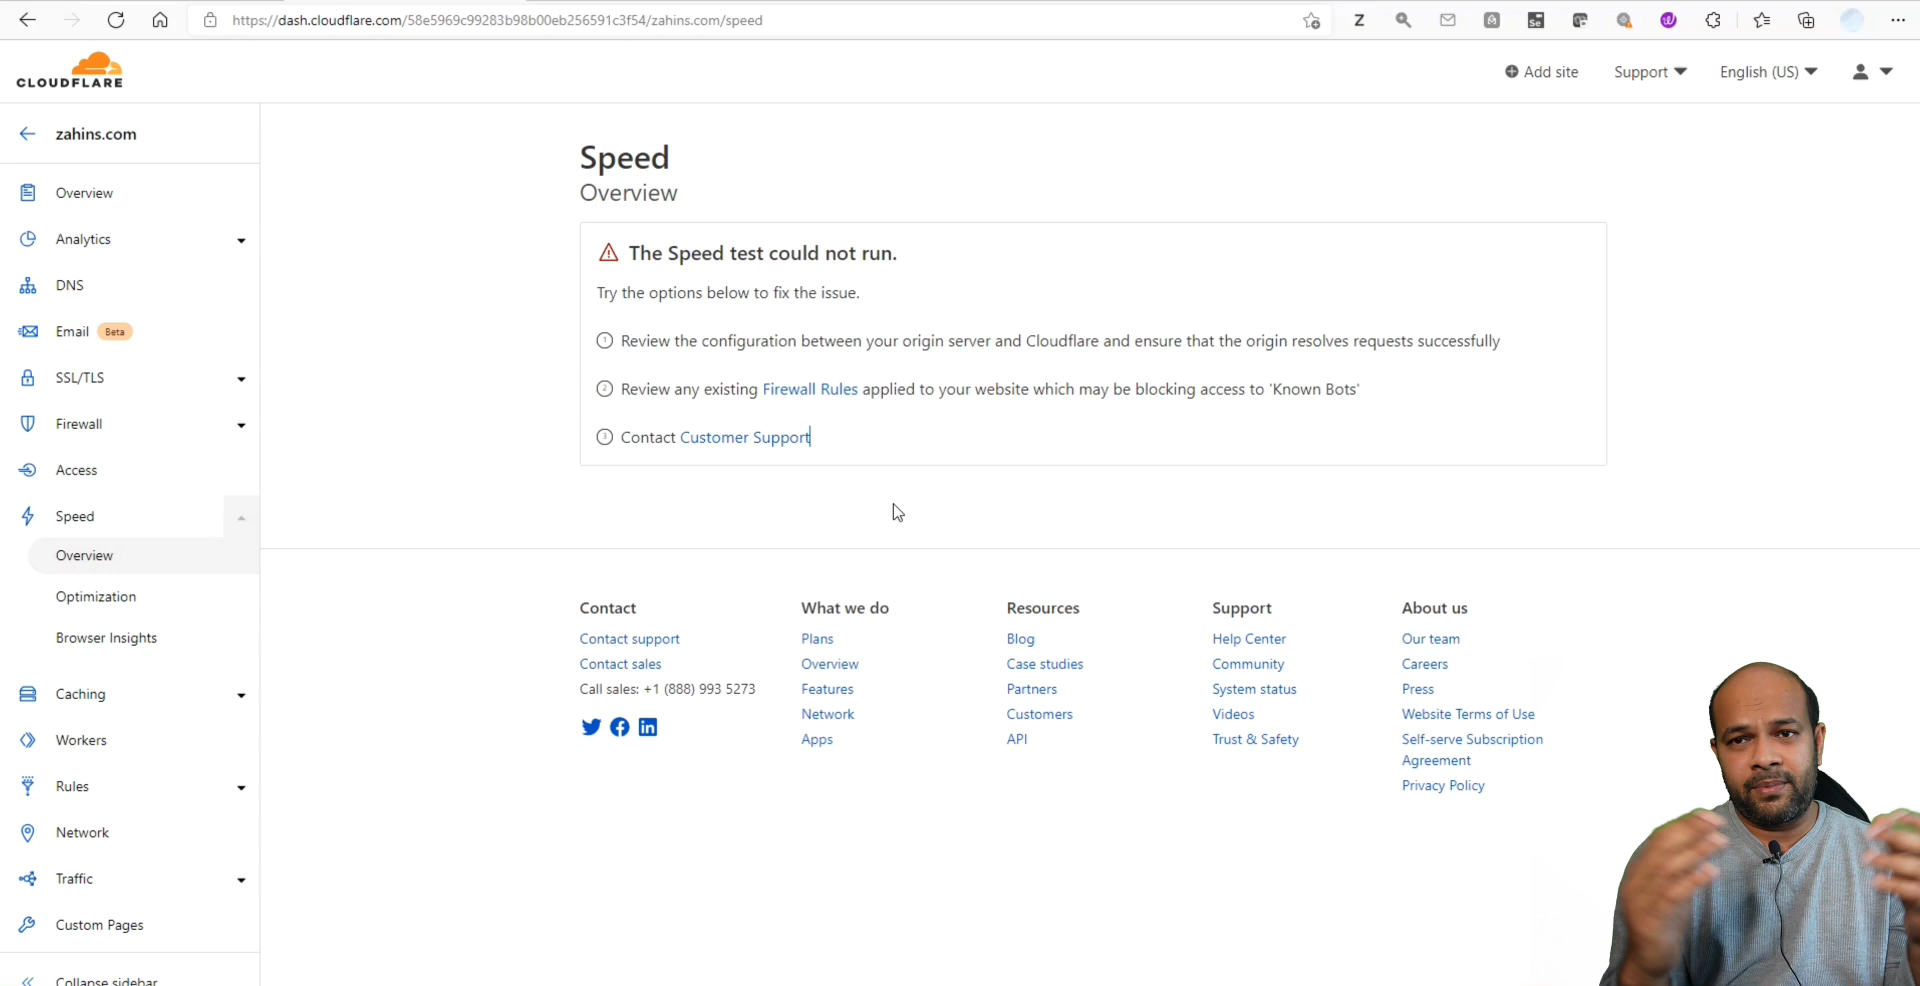 https://dash.cloudflare.com/58e5969c99283b98b00eb256591c3f54/zahins.com/speed
Z
Se
CLOUDFLARE
Add site
Support
English (US)
zahins.com
Overview
Analytics
DNS
Email Beta
SSL/TLS
Firewall
Access
Speed
Overview
Optimization
Browser Insights
Caching
Workers
Rules
Network
Traffic
Custom Pages
Collapse sidebar
Speed
Overview
The Speed test could not run.
Try the options below to fix the issue.
1 Review the configuration between your origin server and Cloudflare and ensure that the origin resolves requests successfully
2 Review any existing Firewall Rules applied to your website which may be blocking access to 'Known Bots'
3 Contact Customer Support
Contact
Contact support
Contact sales
Call sales: +1 (888) 993 5273
What we do
Plans
Overview
Features
Network
Apps
Resources
Blog
Case studies
Partners
Customers
API
Support
Help Center
Community
System status
Videos
Trust & Safety
About us
Our team
Careers
Press
Website Terms of Use
Self-serve Subscription
Agreement
Privacy Policy